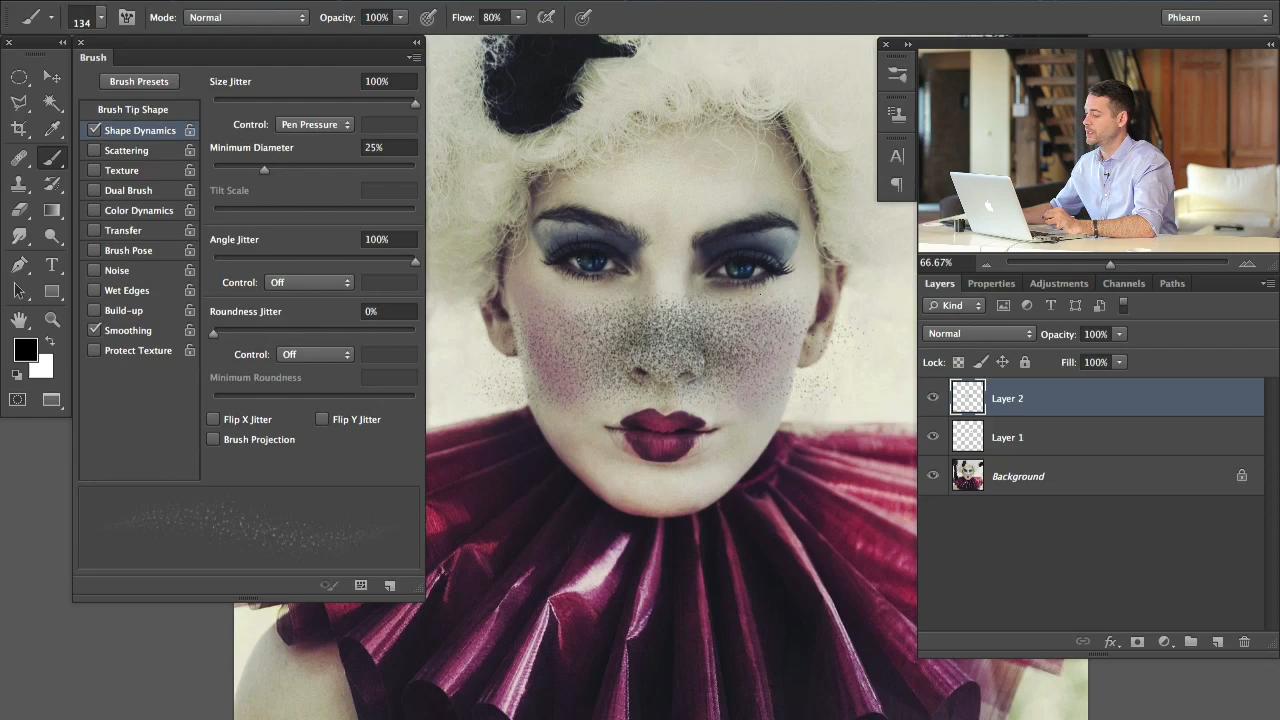 134
Mode: Normal
Opacity: 100%
Flow: 80%
Phlearn
Brush
Brush Presets
Brush Tip Shape
Shape Dynamics
Scattering
Texture
Dual Brush
Color Dynamics
Transfer
Brush Pose
Noise
Wet Edges
Build-up
Smoothing
Protect Texture
Size Jitter 100%
Control: Pen Pressure
Minimum Diameter 25%
Tilt Scale
Angle Jitter 100%
Control: Off
Roundness Jitter 0%
Control: Off
Minimum Roundness
Flip X Jitter Flip Y Jitter
Brush Projection
66.67%
Layers Properties Adjustments Channels Paths
Kind
Normal Opacity: 100%
Lock: Fill: 100%
Layer 2
Layer 1
Background